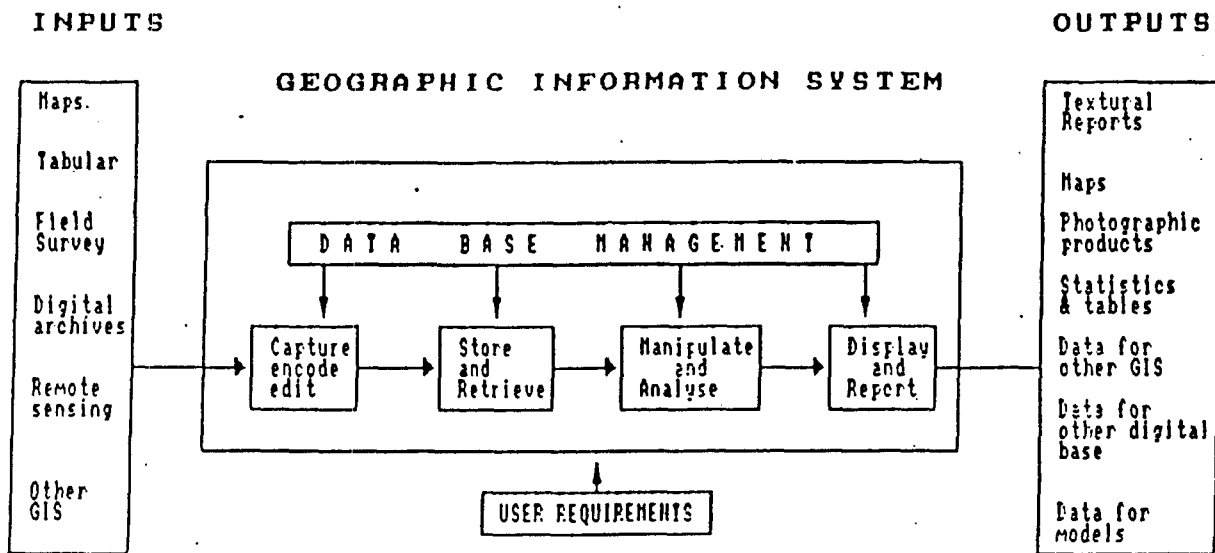 INPUTS
OUTPUTS
GEOGRAPHIC INFORMATION SYSTEM
Maps.
Tabular
Field
Survey
Digital
archives
Remote
sensing
Other
GIS
DATA BASE MANAGEMENT
Capture
encode
edit
Store
and
Retrieve
Manipulate
and
Analyse
Display
and
Report
USER REQUIREMENTS
Textural
Reports
Maps
Photographic
products
Statistics
& tables
Data for
other GIS
Data for
other digital
base
Data for
models